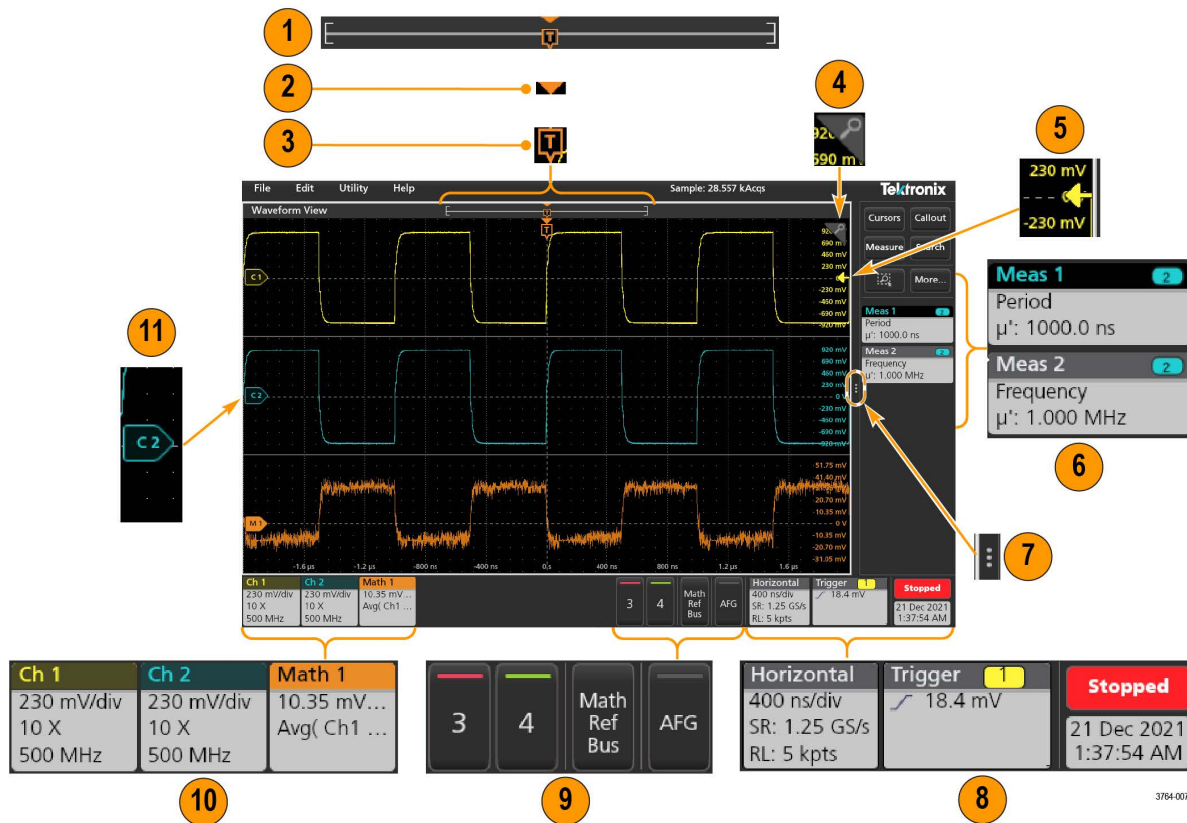 1
T
2
3
T
4
920
690 m
5
230 mV
-230 mV
File Edit Utility Help Sample: 28.557 kAcqs Tektronix
Waveform View
T
T
Cursors Callout
Measure Search
More...
C1
920
690 mV
460 mV
230 mV
0
-230 mV
-460 mV
-690 mV
-920 mV
Meas 1 2
Period
µ': 1000.0 ns
Meas 2 2
Frequency
µ': 1.000 MHz
C2
920 mV
690 mV
460 mV
230 mV
0 V
-230 mV
-460 mV
-690 mV
-920 mV
M1
51.75 mV
41.40 mV
20.70 mV
10.35 mV
0 V
-10.35 mV
-20.70 mV
-31.05 mV
-1.6 µs -1.2 µs -800 ns -400 ns 0 s 400 ns 800 ns 1.2 µs 1.6 µs
Meas 1 2
Period
µ': 1000.0 ns
Meas 2 2
Frequency
µ': 1.000 MHz
6
11
C 2
7
Ch 1
230 mV/div
10 X
500 MHz
Ch 2
230 mV/div
10 X
500 MHz
Math 1
10.35 mV...
Avg( Ch1 ...
3
4
Math
Ref
Bus
AFG
Horizontal
400 ns/div
SR: 1.25 GS/s
RL: 5 kpts
Trigger 1
18.4 mV
Stopped
21 Dec 2021
1:37:54 AM
Ch 1
230 mV/div
10 X
500 MHz
Ch 2
230 mV/div
10 X
500 MHz
Math 1
10.35 mV...
Avg( Ch1 ...
10
3
4
Math
Ref
Bus
AFG
9
Horizontal
400 ns/div
SR: 1.25 GS/s
RL: 5 kpts
Trigger 1
18.4 mV
Stopped
21 Dec 2021
1:37:54 AM
8
3764-007